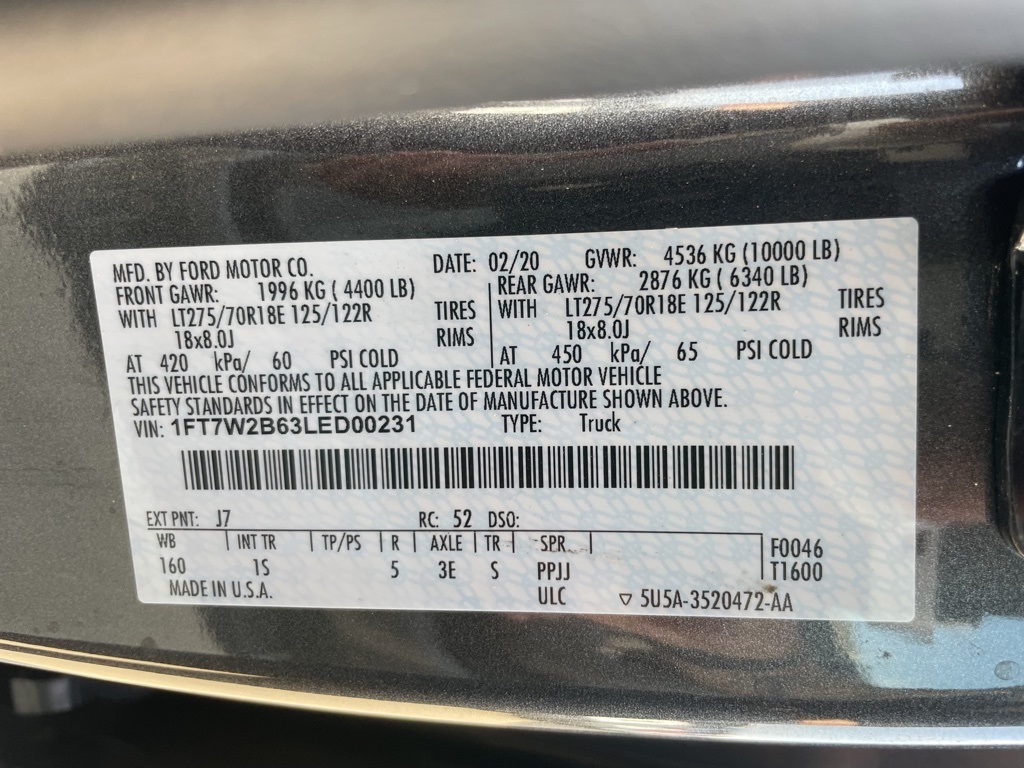 MFD. BY FORD MOTOR CO. DATE: 02/20 GVWR: 4536 KG (10000 LB)
FRONT GAWR: 1996 KG ( 4400 LB) REAR GAWR: 2876 KG ( 6340 LB)
WITH LT275/70R18E 125/122R TIRES WITH LT275/70R18E 125/122R TIRES
18x8.0J RIMS 18x8.0J RIMS
AT 420 kPa/ 60 PSI COLD AT 450 kPa/ 65 PSI COLD
THIS VEHICLE CONFORMS TO ALL APPLICABLE FEDERAL MOTOR VEHICLE
SAFETY STANDARDS IN EFFECT ON THE DATE OF MANUFACTURE SHOWN ABOVE.
VIN: 1FT7W2B63LED00231 TYPE: Truck
EXT PNT: J7 RC: 52 DSO:
WB INT TR TP/PS R AXLE TR SPR F0046
160 1S 5 3E S PPJJ T1600
MADE IN U.S.A. ULC ▽ 5U5A-3520472-AA